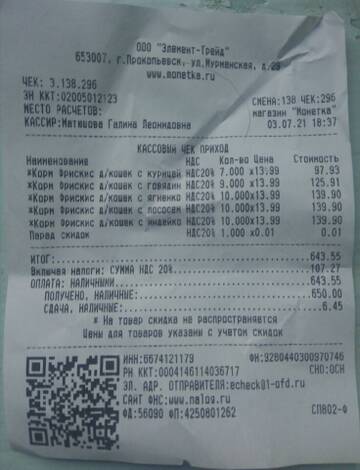 ООО "Элемент-Трейд"
653007, г.Прокопьевск, ул.Мурманская, д.29
www.monetka.ru
ЧЕК: 3.138.296
ЗН ККТ:02005012123 СМЕНА:138 ЧЕК:296
МЕСТО РАСЧЕТОВ: магазин "Монетка"
КАССИР:Матюшова Галина Леонидовна 03.07.21 18:37
КАССОВЫЙ ЧЕК ПРИХОД
Наименование НДС Кол-во Цена Стоимость
*Корм Фрискис д/кошек с курицей НДС20% 7.000 x13.99 97.93
*Корм Фрискис д/кошек с говядин НДС20% 9.000 x13.99 125.91
*Корм Фрискис д/кошек с ягненко НДС20% 10.000x13.99 139.90
*Корм Фрискис д/кошек с лососем НДС20% 10.000x13.99 139.90
*Корм Фрискис д/кошек с индейко НДС20% 10.000x13.99 139.90
НДС20% 1.000 x0.01 0.01
ИТОГ: 643.55
Включая налоги: СУММА НДС 20% 107.27
ОПЛАТА: НАЛИЧНЫМИ 643.55
ПОЛУЧЕНО, НАЛИЧНЫЕ: 650.00
СДАЧА, НАЛИЧНЫЕ: 6.45
* На товар скидка не распространяется
Цены для товаров указаны с учетом скидок
ИНН:6674121179 ФН:9280440300970746
РН ККТ:0004146114036717 СНО:ОСН
ЭЛ. АДР. ОТПРАВИТЕЛЯ:echeck@1-ofd.ru
САЙТ ФНС:www.nalog.ru
ФД:56090 ФП:4250801262 СП802-Ф